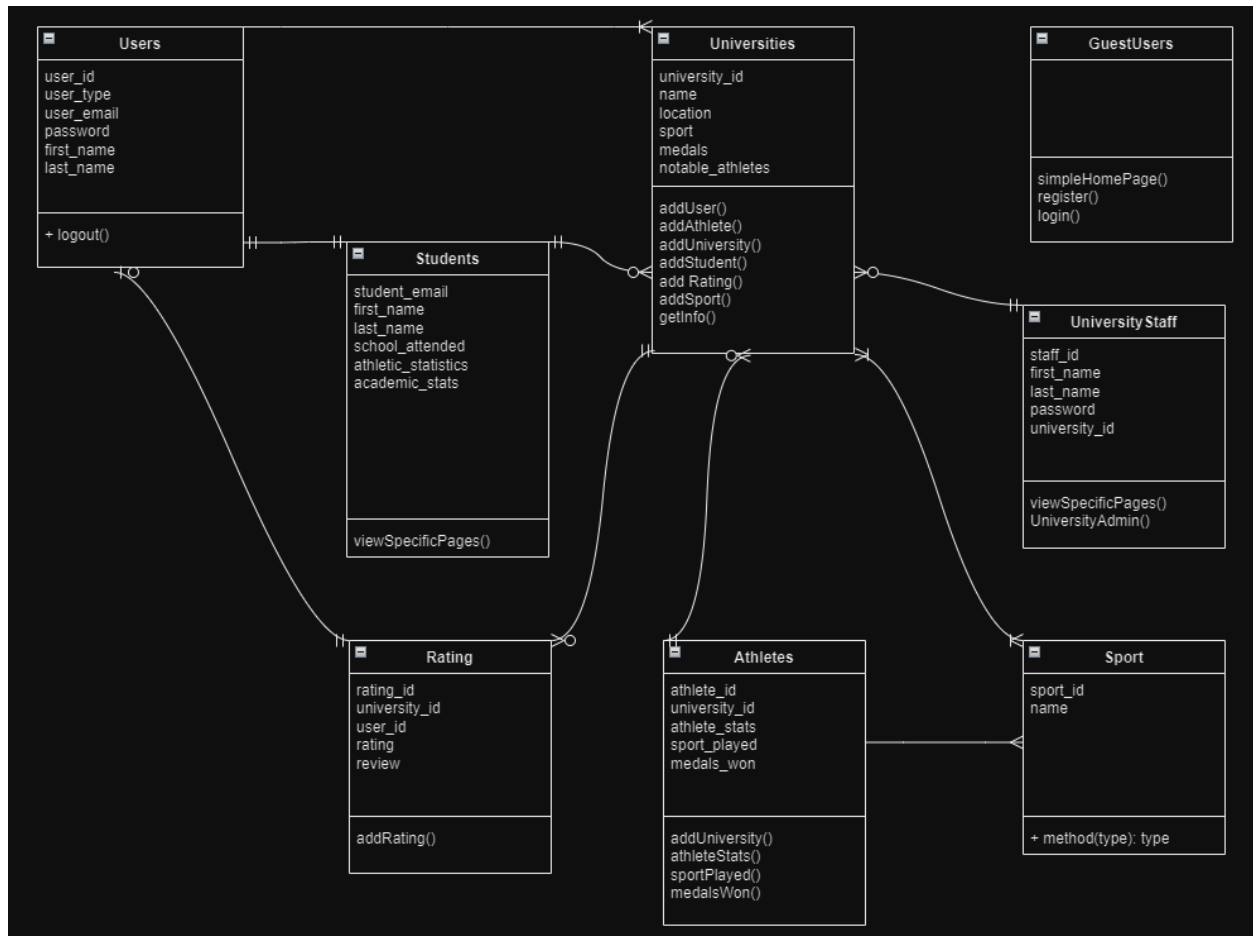 Users
user_id
user_type
user_email
password
first_name
last_name
+ logout()
Universities
university_id
name
location
sport
medals
notable_athletes
addUser()
addAthlete()
addUniversity()
addStudent()
add Rating()
addSport()
getInfo()
GuestUsers
simpleHomePage()
register()
login()
Students
student_email
first_name
last_name
school_attended
athletic_statistics
academic_stats
viewSpecificPages()
UniversityStaff
staff_id
first_name
last_name
password
university_id
viewSpecificPages()
UniversityAdmin()
Rating
rating_id
university_id
user_id
rating
review
addRating()
Athletes
athlete_id
university_id
athlete_stats
sport_played
medals_won
addUniversity()
athleteStats()
sportPlayed()
medalsWon()
Sport
sport_id
name
+ method(type): type